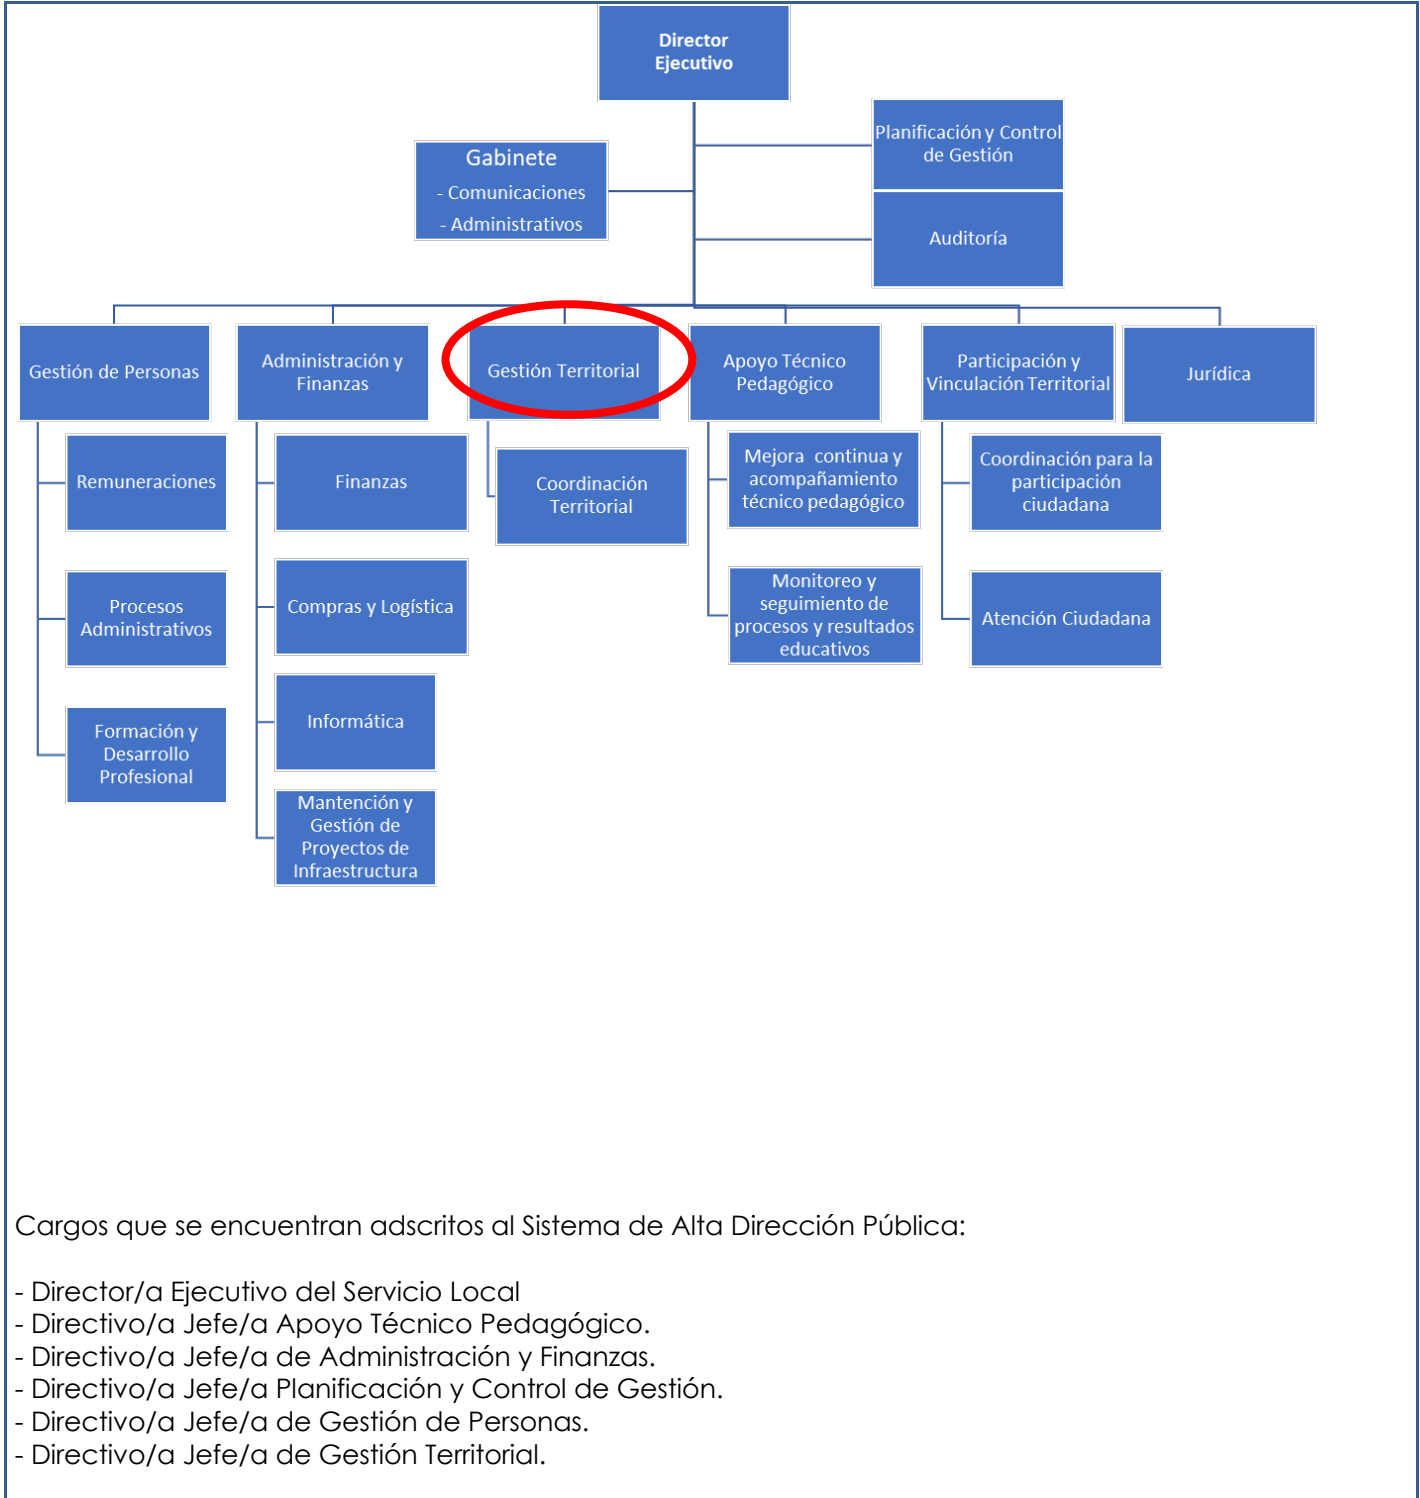 Director
Ejecutivo
Planificación y Control
de Gestión
Gabinete
- Comunicaciones
- Administrativos
Auditoría
Gestión de Personas
Administración y
Finanzas
Gestión Territorial
Apoyo Técnico
Pedagógico
Participación y
Vinculación Territorial
Jurídica
Remuneraciones
Procesos
Administrativos
Formación y
Desarrollo
Profesional
Finanzas
Compras y Logística
Informática
Mantención y
Gestión de
Proyectos de
Infraestructura
Coordinación
Territorial
Mejora continua y
acompañamiento
técnico pedagógico
Monitoreo y
seguimiento de
procesos y resultados
educativos
Coordinación para la
participación
ciudadana
Atención Ciudadana
Cargos que se encuentran adscritos al Sistema de Alta Dirección Pública:
- Director/a Ejecutivo del Servicio Local
- Directivo/a Jefe/a Apoyo Técnico Pedagógico.
- Directivo/a Jefe/a de Administración y Finanzas.
- Directivo/a Jefe/a Planificación y Control de Gestión.
- Directivo/a Jefe/a de Gestión de Personas.
- Directivo/a Jefe/a de Gestión Territorial.